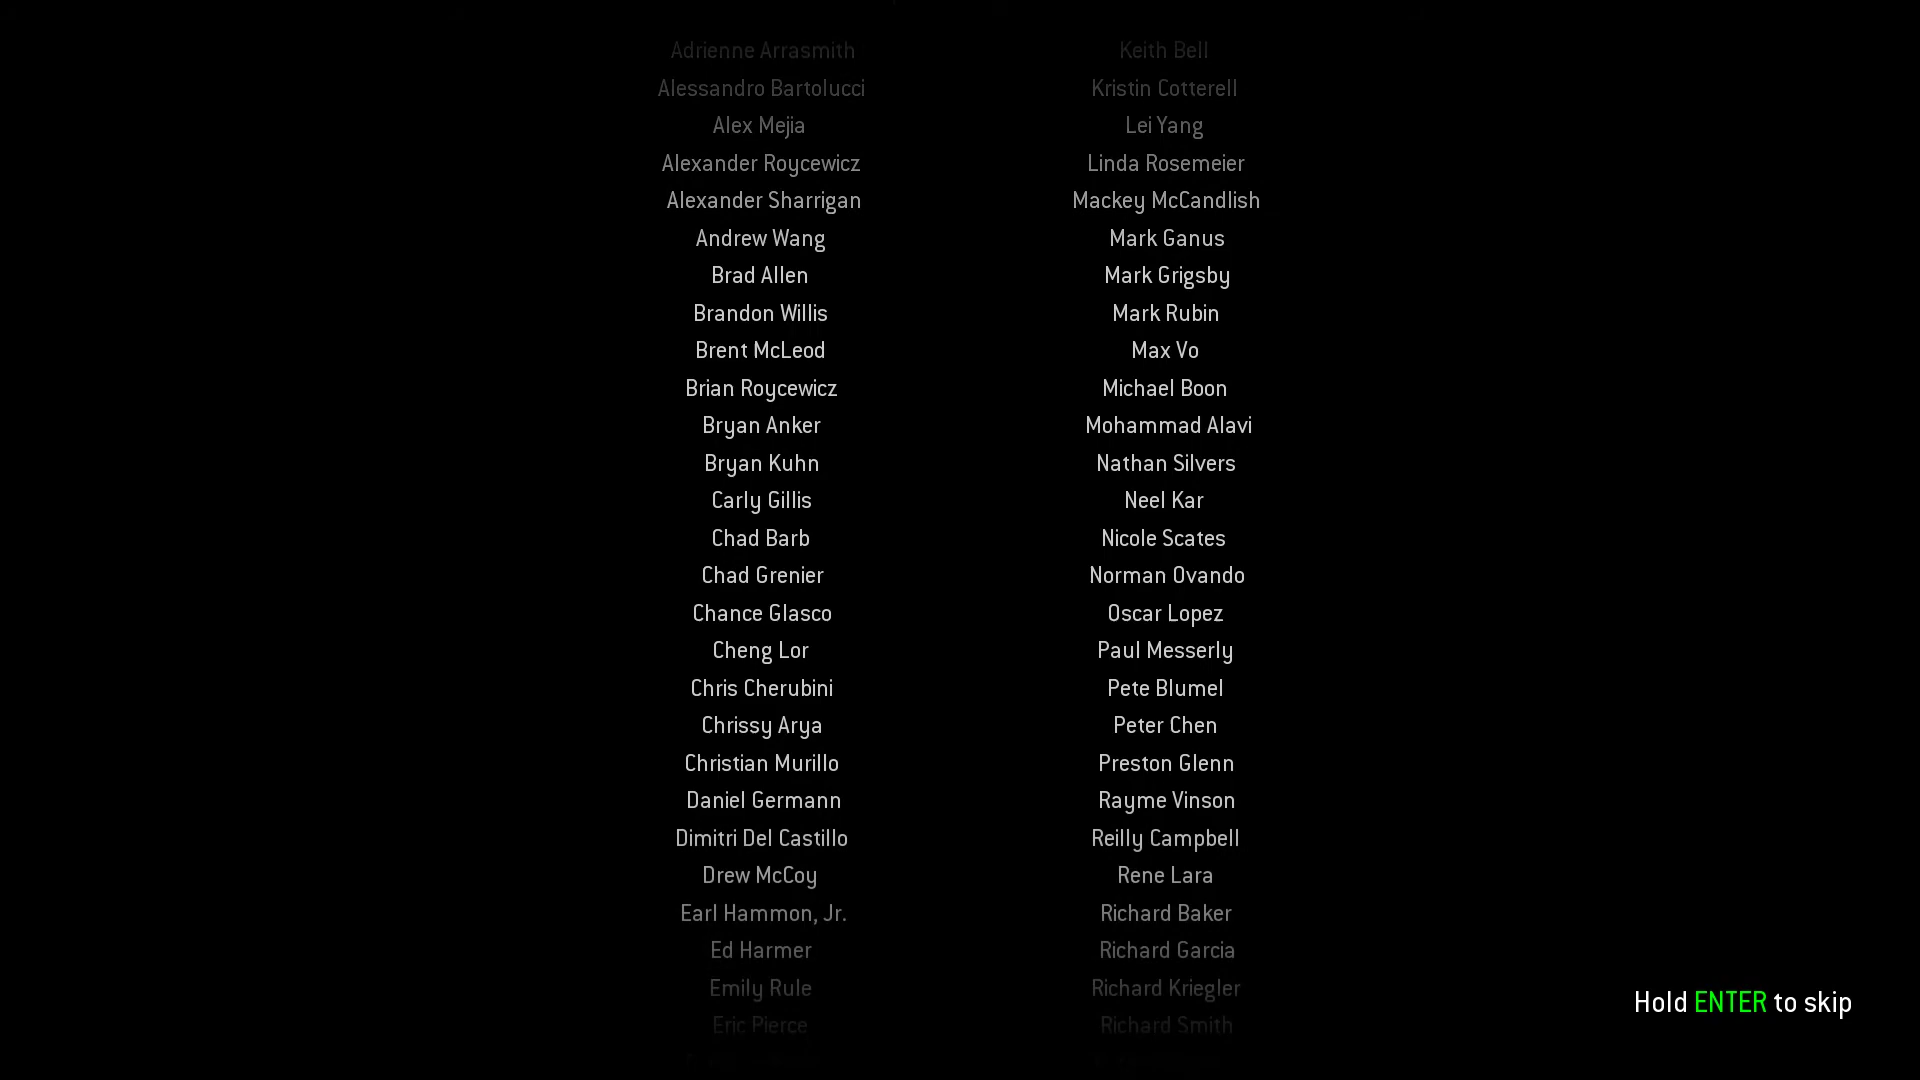 Adrienne Arrasmith
Alessandro Bartolucci
Alex Mejia
Alexander Roycewicz
Alexander Sharrigan
Andrew Wang
Brad Allen
Brandon Willis
Brent McLeod
Brian Roycewicz
Bryan Anker
Bryan Kuhn
Carly Gillis
Chad Barb
Chad Grenier
Chance Glasco
Cheng Lor
Chris Cherubini
Chrissy Arya
Christian Murillo
Daniel Germann
Dimitri Del Castillo
Drew McCoy
Earl Hammon, Jr.
Ed Harmer
Emily Rule
Eric Pierce
Keith Bell
Kristin Cotterell
Lei Yang
Linda Rosemeier
Mackey McCandlish
Mark Ganus
Mark Grigsby
Mark Rubin
Max Vo
Michael Boon
Mohammad Alavi
Nathan Silvers
Neel Kar
Nicole Scates
Norman Ovando
Oscar Lopez
Paul Messerly
Pete Blumel
Peter Chen
Preston Glenn
Rayme Vinson
Reilly Campbell
Rene Lara
Richard Baker
Richard Garcia
Richard Kriegler
Richard Smith
Hold ENTER to skip